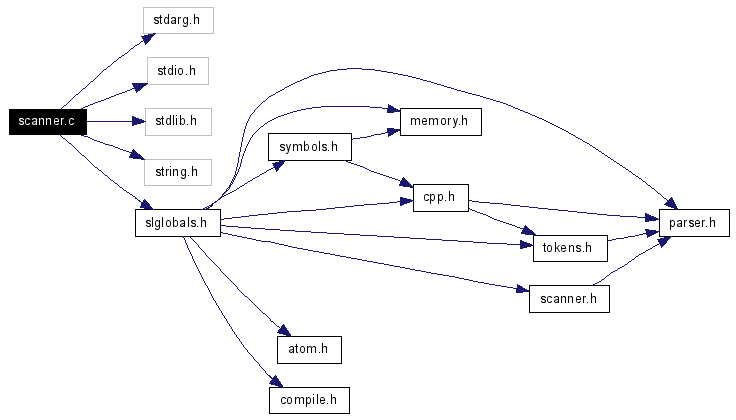 stdarg.h
stdio.h
scanner.c
stdlib.h
memory.h
symbols.h
string.h
cpp.h
slglobals.h
parser.h
tokens.h
scanner.h
atom.h
compile.h